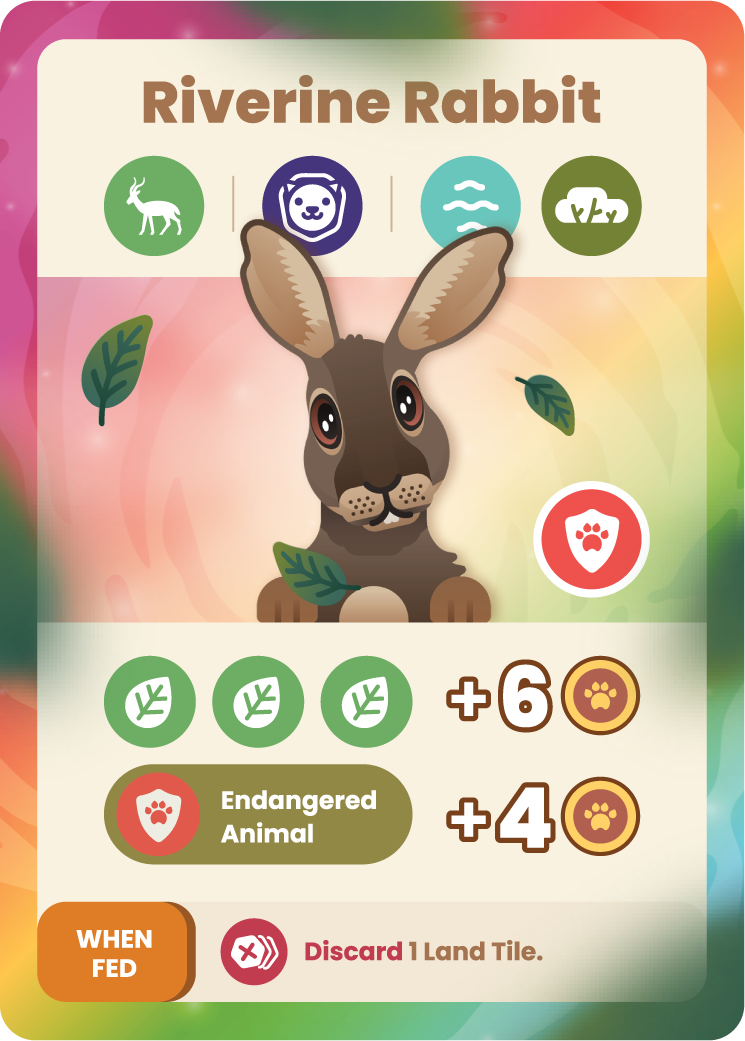 Riverine Rabbit
+6
Endangered
Animal
+4
WHEN
FED
Discard 1 Land Tile.